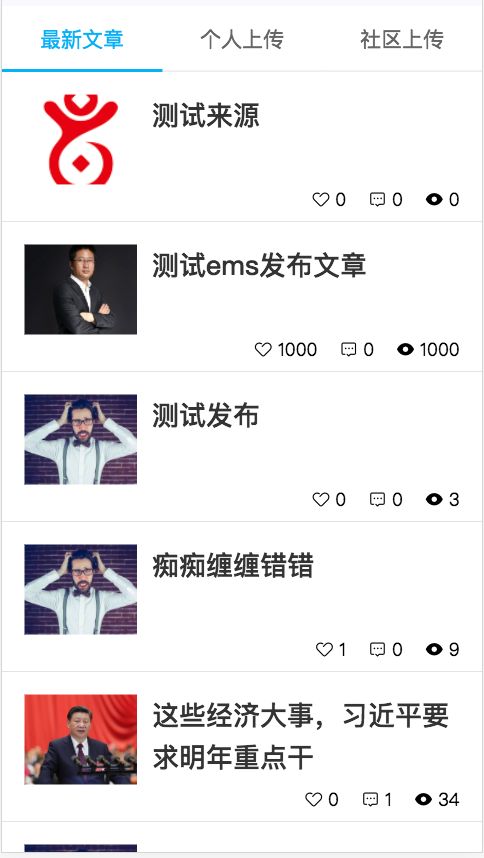 最新文章 个人上传 社区上传
测试来源
0 0 0
测试ems发布文章
1000 0 1000
测试发布
0 0 3
痴痴缠缠错错
1 0 9
这些经济大事，习近平要
求明年重点干
0 1 34